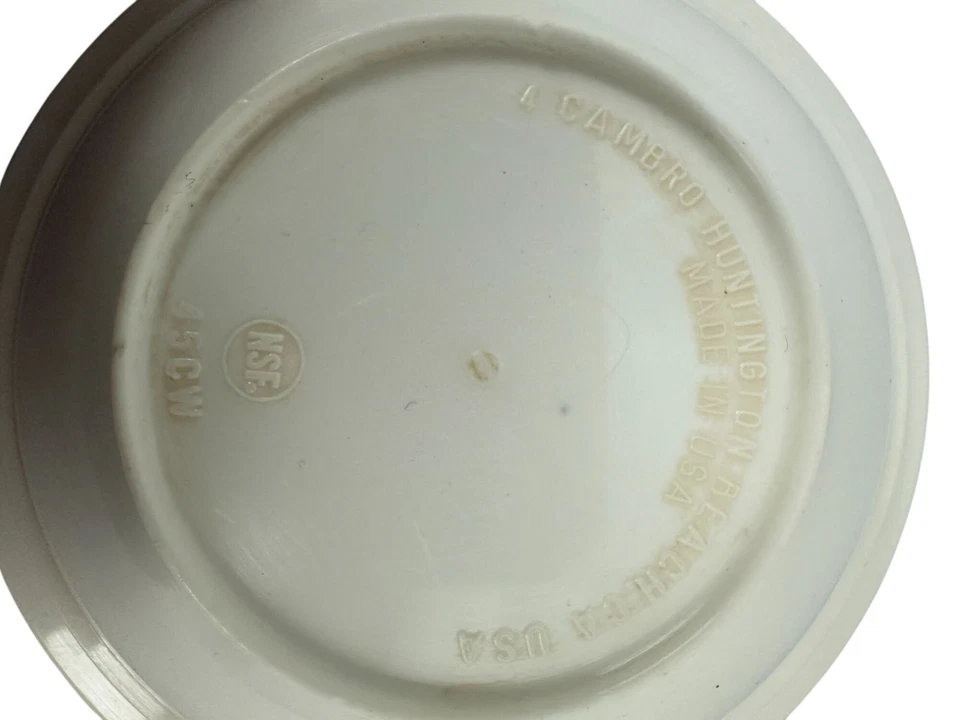 CAMBRO HUNTINGTON BEACH CA USA
MADE IN USA
NSF®
45CW